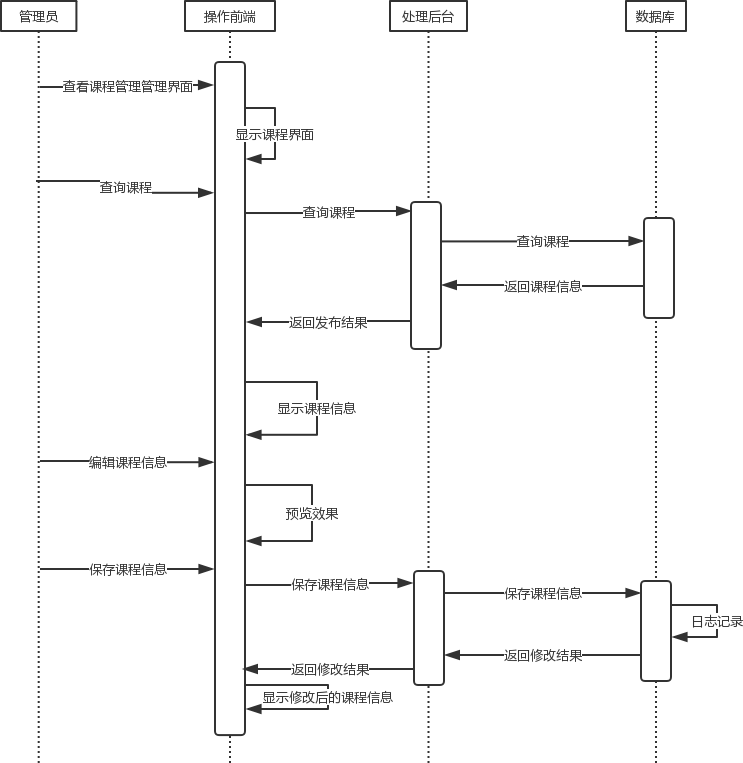 管理员
操作前端
处理后台
数据库
查看课程管理管理界面
显示课程界面
查询课程
查询课程
查询课程
返回课程信息
返回发布结果
显示课程信息
编辑课程信息
预览效果
保存课程信息
保存课程信息
保存课程信息
日志记录
返回修改结果
返回修改结果
显示修改后的课程信息